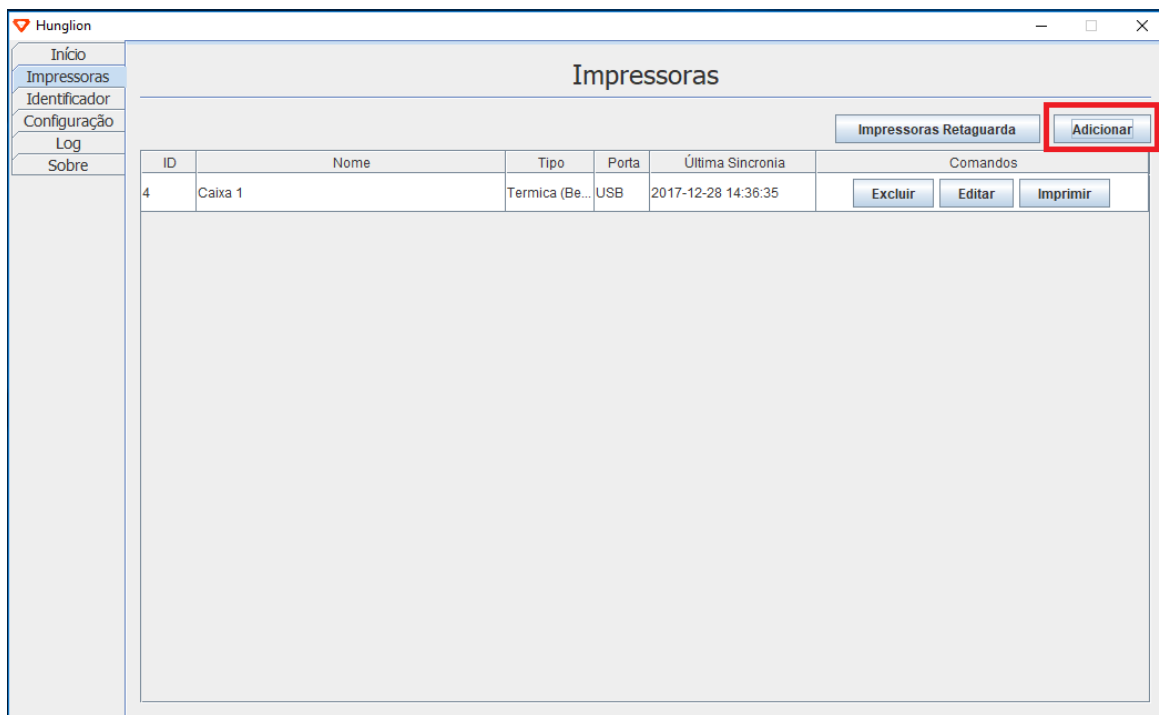 Hunglion
Início
Impressoras
Identificador
Configuração
Log
Sobre
Impressoras
Impressoras Retaguarda Adicionar
ID Nome Tipo Porta Última Sincronia Comandos
4 Caixa 1 Termica (Be... USB 2017-12-28 14:36:35 Excluir Editar Imprimir